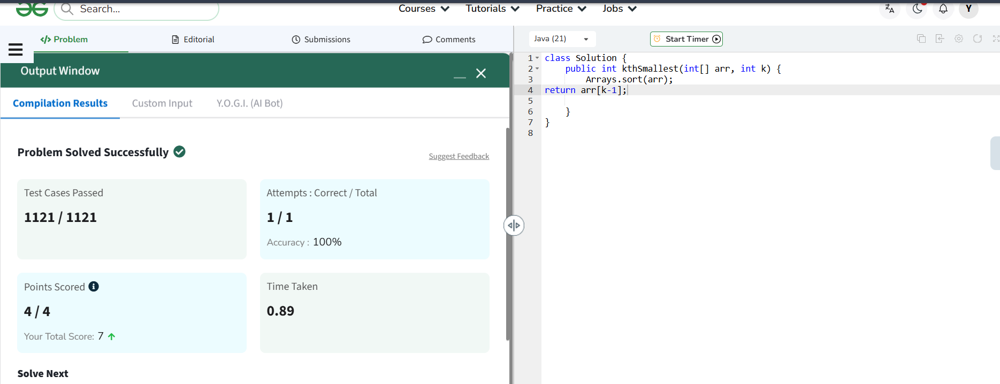 Search...
Courses Tutorials Practice Jobs
Y
Problem Editorial Submissions Comments
Output Window
Compilation Results Custom Input Y.O.G.I. (AI Bot)
Problem Solved Successfully
Suggest Feedback
Test Cases Passed
1121 / 1121
Attempts : Correct / Total
1 / 1
Accuracy : 100%
Points Scored
4 / 4
Your Total Score: 7
Time Taken
0.89
Solve Next
Java (21) Start Timer
1 class Solution {
2 public int kthSmallest(int[] arr, int k) {
3 Arrays.sort(arr);
4 return arr[k-1];
5
6 }
7 }
8